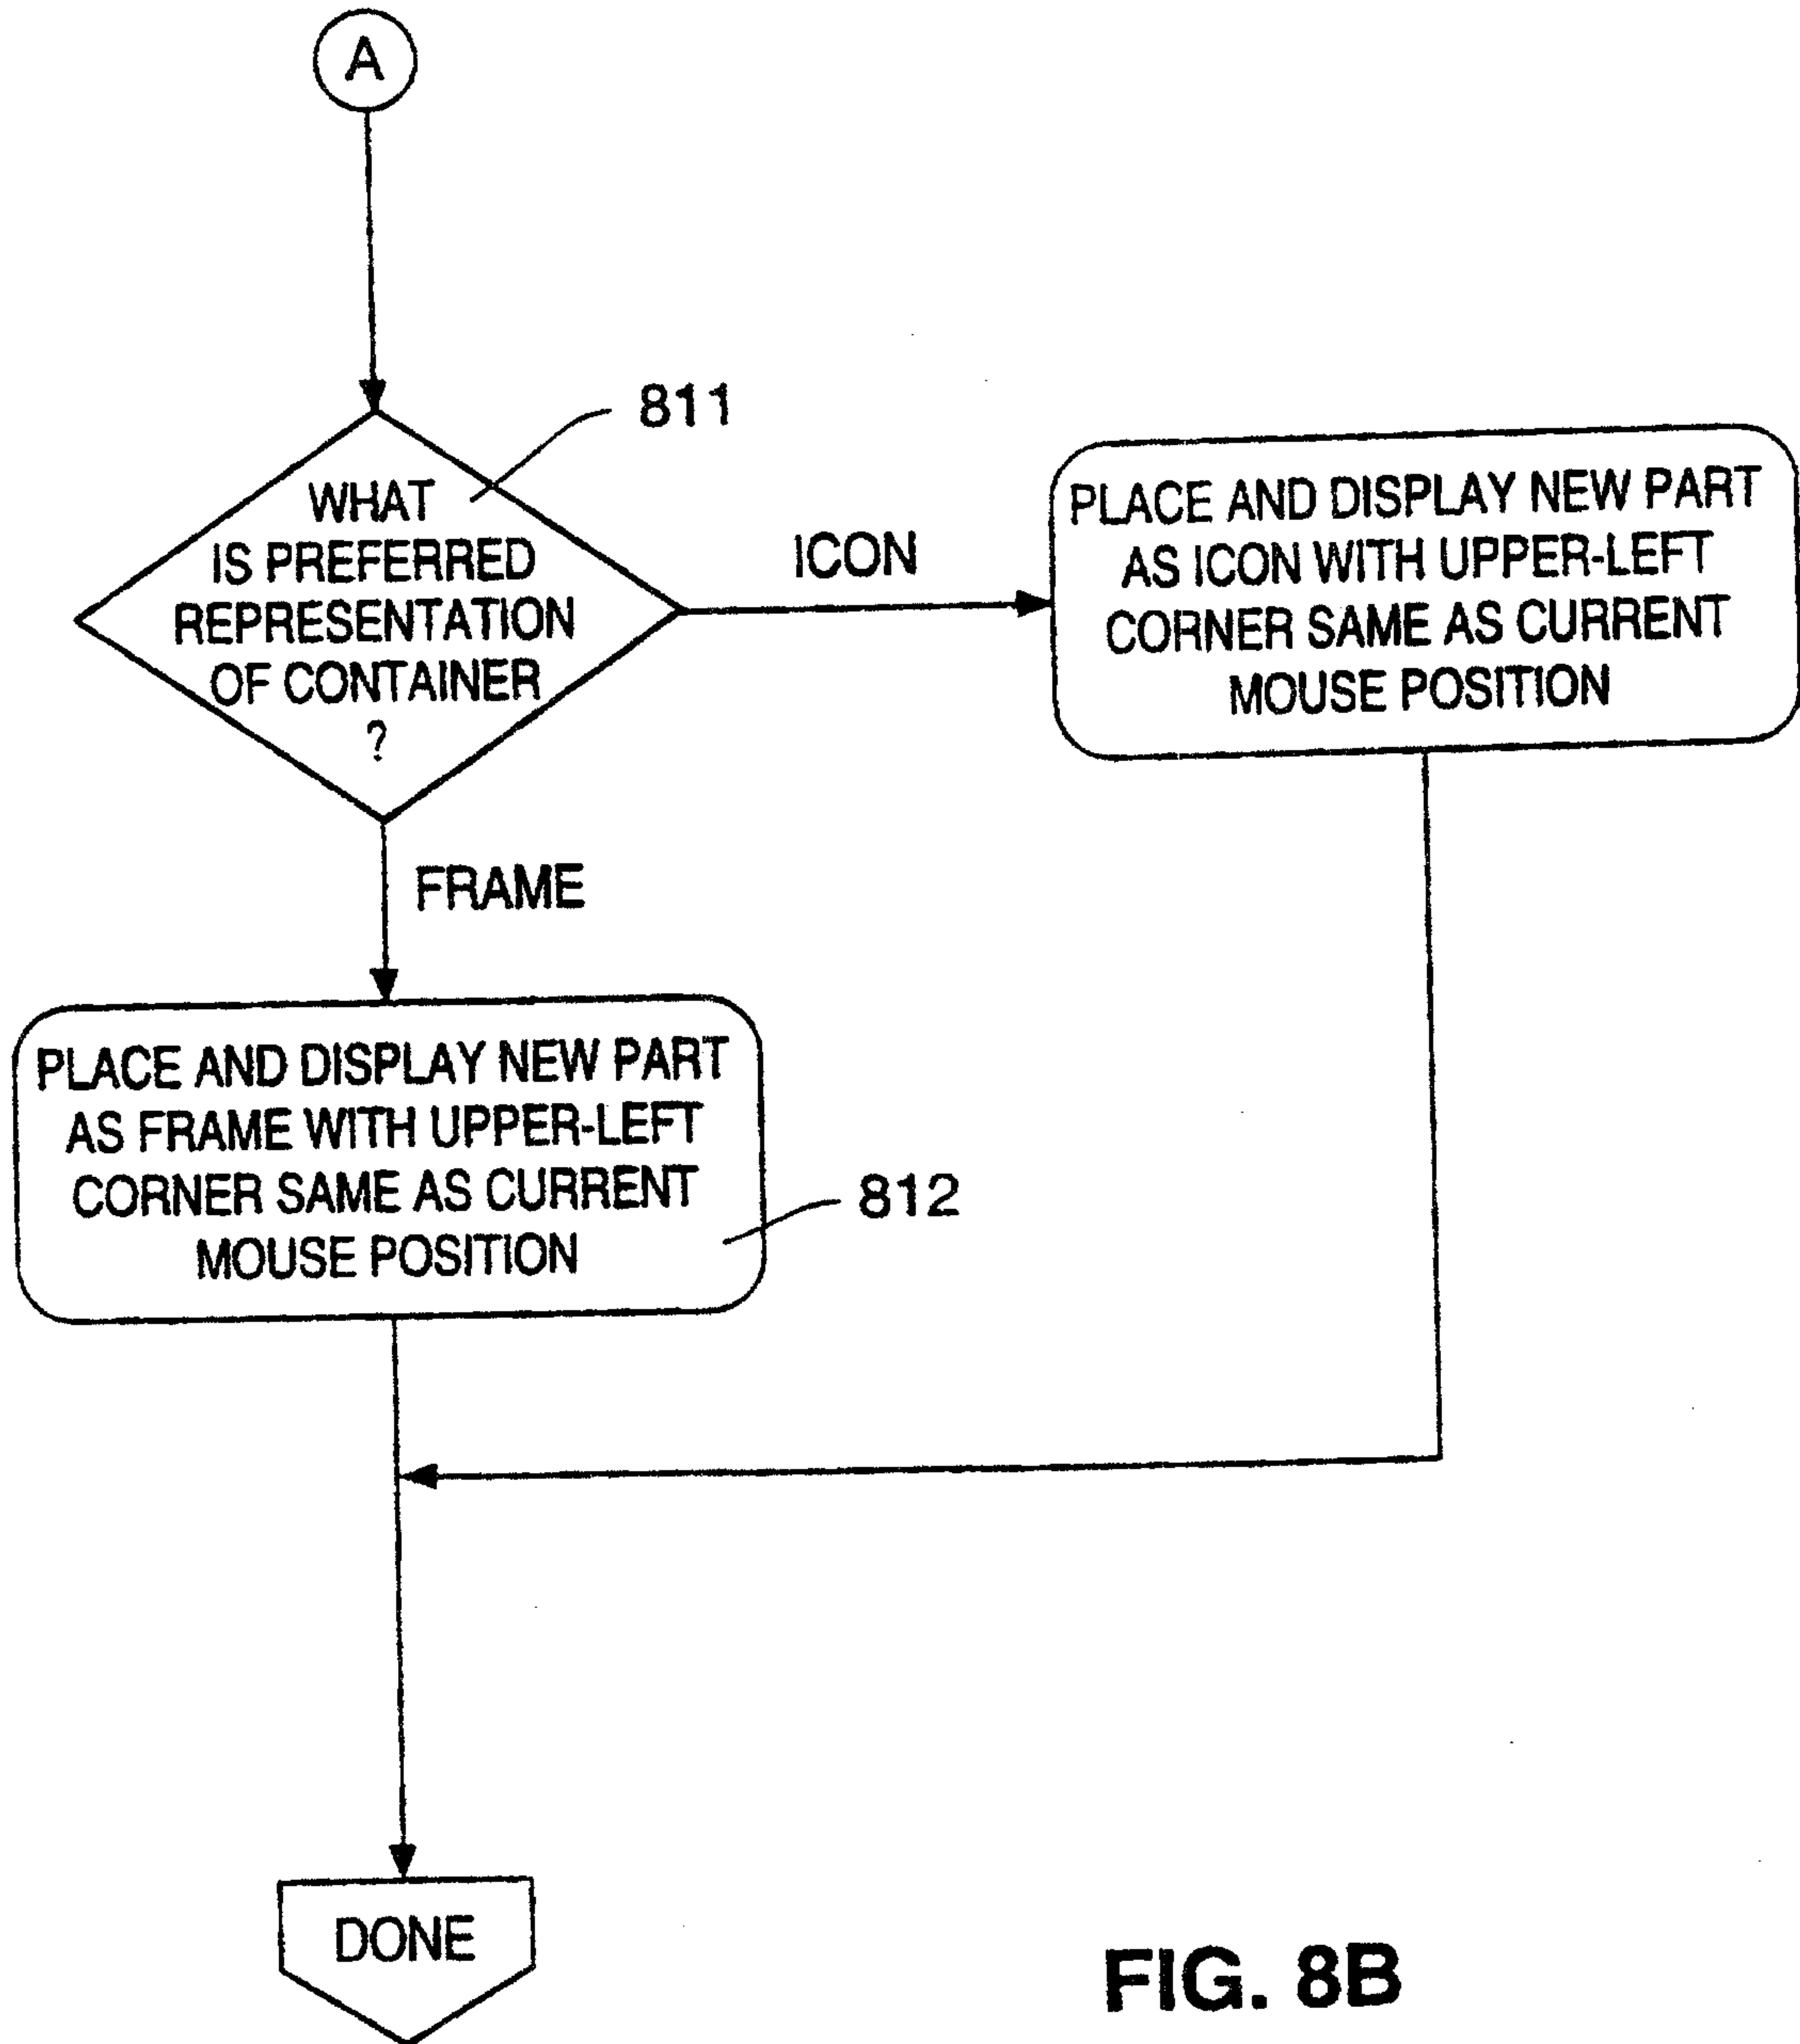 A
811
WHAT
IS PREFERRED
REPRESENTATION
OF CONTAINER
?
ICON
PLACE AND DISPLAY NEW PART
AS ICON WITH UPPER-LEFT
CORNER SAME AS CURRENT
MOUSE POSITION
FRAME
PLACE AND DISPLAY NEW PART
AS FRAME WITH UPPER-LEFT
CORNER SAME AS CURRENT
MOUSE POSITION
812
DONE
FIG. 8B